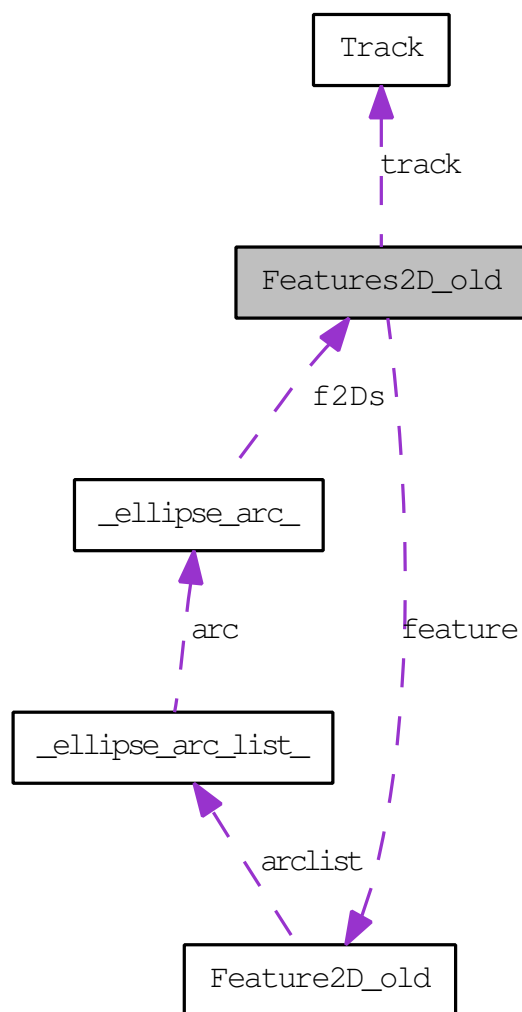 Track
track
Features2D_old
f2Ds
_ellipse_arc_
arc
feature
_ellipse_arc_list_
arclist
Feature2D_old